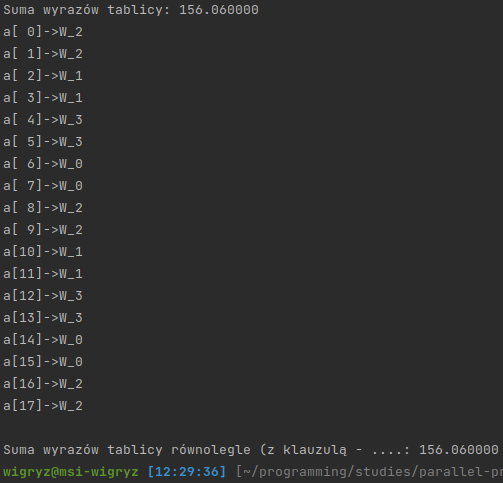 Suma wyrazów tablicy: 156.060000
a[ 0]->W_2
a[ 1]->W_2
a[ 2]->W_1
a[ 3]->W_1
a[ 4]->W_3
a[ 5]->W_3
a[ 6]->W_0
a[ 7]->W_0
a[ 8]->W_2
a[ 9]->W_2
a[10]->W_1
a[11]->W_1
a[12]->W_3
a[13]->W_3
a[14]->W_0
a[15]->W_0
a[16]->W_2
a[17]->W_2
Suma wyrazów tablicy równolegle (z klauzulą - ....: 156.060000
wigryz@msi-wigryz [12:29:36] [~/programming/studies/parallel-pr